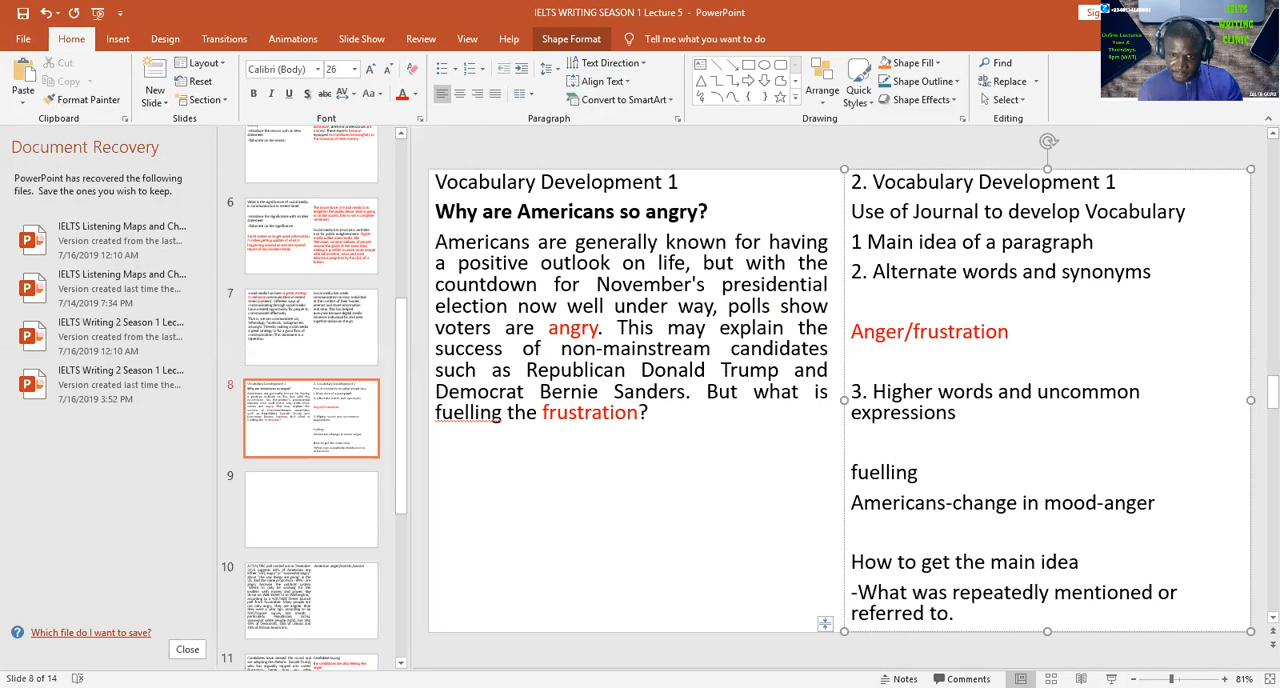 IELTS WRITING SEASON 1 Lecture 5 - PowerPoint
File Home Insert Design Transitions Animations Slide Show Review View Help Shape Format Tell me what you want to do
Paste
Cut
Copy
Format Painter
Clipboard
New Slide
Layout
Reset
Section
Slides
Calibri (Body) 26
Font
Text Direction
Align Text
Convert to SmartArt
Paragraph
Arrange
Quick Styles
Shape Fill
Shape Outline
Shape Effects
Drawing
Find
Replace
Select
Editing
IELTS
WRITING
CLINIC
Online Lectures
Document Recovery
PowerPoint has recovered the following
files. Save the ones you wish to keep.
IELTS Listening Maps and Ch...
Version created from the last...
7/16/2019 12:10 AM
IELTS Listening Maps and Ch...
Version created last time the...
7/14/2019 7:34 PM
IELTS Writing 2 Season 1 Lec...
Version created from the last...
7/16/2019 12:10 AM
IELTS Writing 2 Season 1 Lec...
Version created last time the...
7/16/2019 3:52 PM
Which file do I want to save?
Close
6
7
8
9
10
11
Vocabulary Development 1
Why are Americans so angry?
Americans are generally known for having
a positive outlook on life, but with the
countdown for November's presidential
election now well under way, polls show
voters are angry. This may explain the
success of non-mainstream candidates
such as Republican Donald Trump and
Democrat Bernie Sanders. But what is
fuelling the frustration?
2. Vocabulary Development 1
Use of Journal to develop Vocabulary
1 Main idea of a paragraph
2. Alternate words and synonyms
Anger/frustration
3. Higher words and uncommon
expressions
fuelling
Americans-change in mood-anger
How to get the main idea
-What was repeatedly mentioned or
referred to.
Slide 8 of 14
Notes Comments
81%